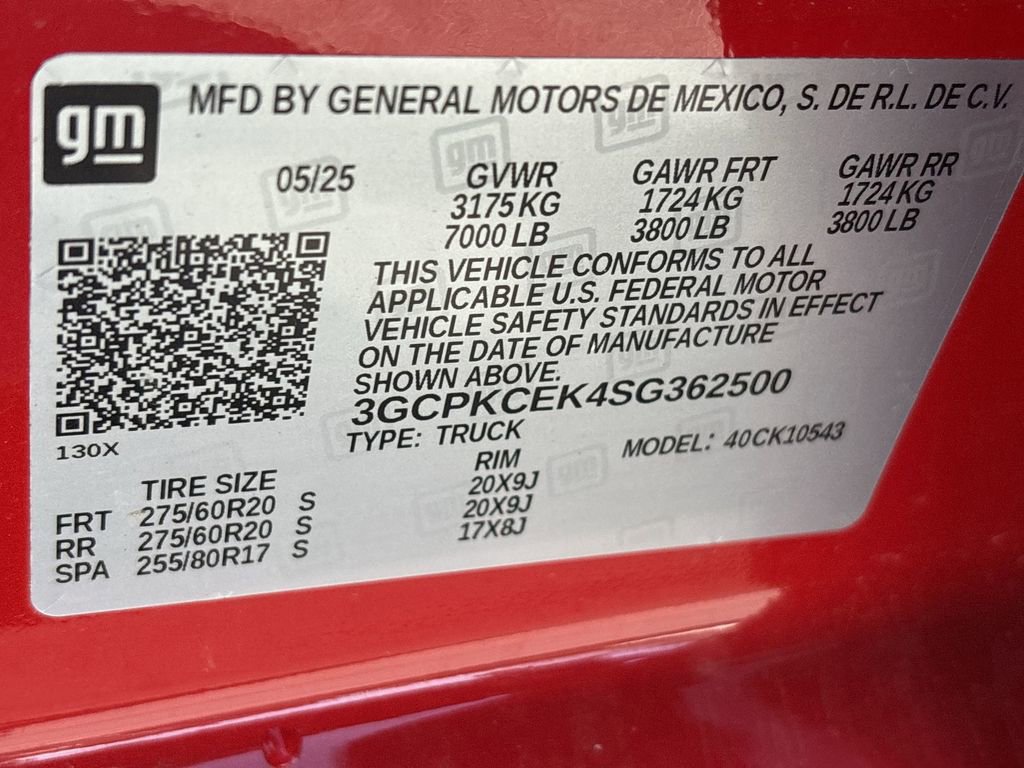 gm
MFD BY GENERAL MOTORS DE MEXICO, S. DE R.L. DE C.V.
05/25 GVWR GAWR FRT GAWR RR
3175 KG 1724 KG 1724 KG
7000 LB 3800 LB 3800 LB
THIS VEHICLE CONFORMS TO ALL
APPLICABLE U.S. FEDERAL MOTOR
VEHICLE SAFETY STANDARDS IN EFFECT
ON THE DATE OF MANUFACTURE
SHOWN ABOVE.
3GCPKCEK4SG362500
130X
TYPE: TRUCK MODEL: 40CK10543
TIRE SIZE RIM
FRT 275/60R20 S 20X9J
RR 275/60R20 S 20X9J
SPA 255/80R17 S 17X8J